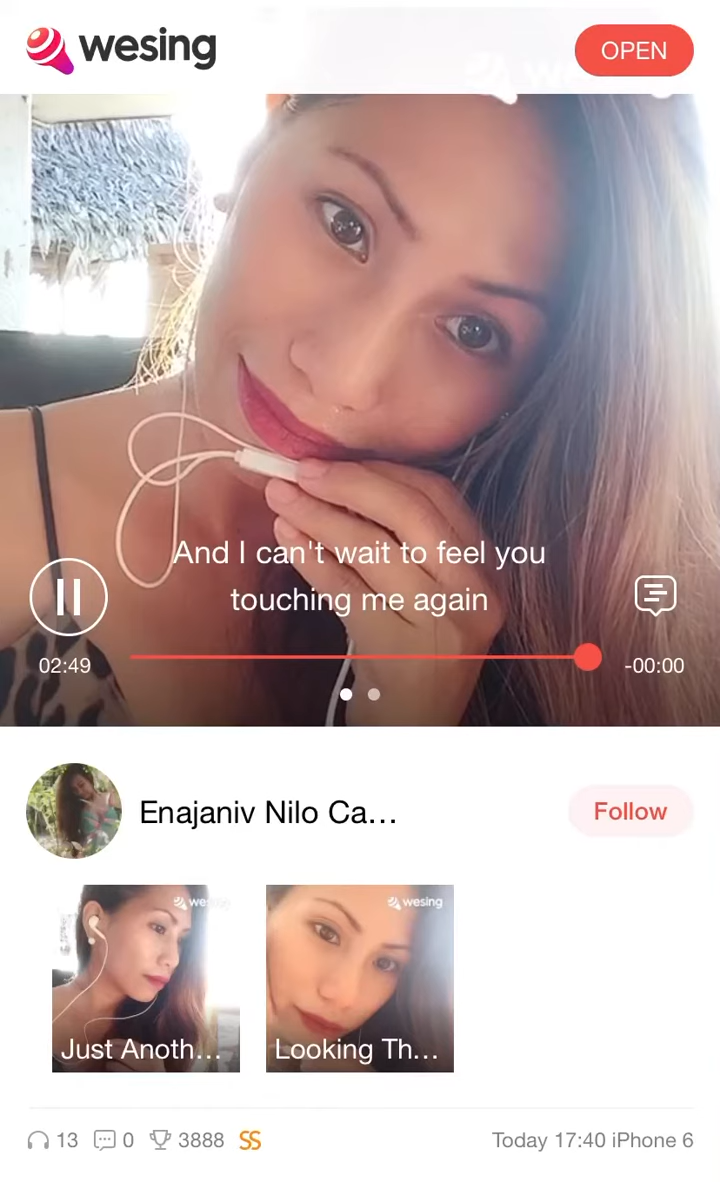 wesing
OPEN
And I can't wait to feel you
touching me again
02:49
-00:00
Enajaniv Nilo Ca...
Follow
wesing
wesing
Just Anoth...
Looking Th...
13 0 3888 SS
Today 17:40 iPhone 6